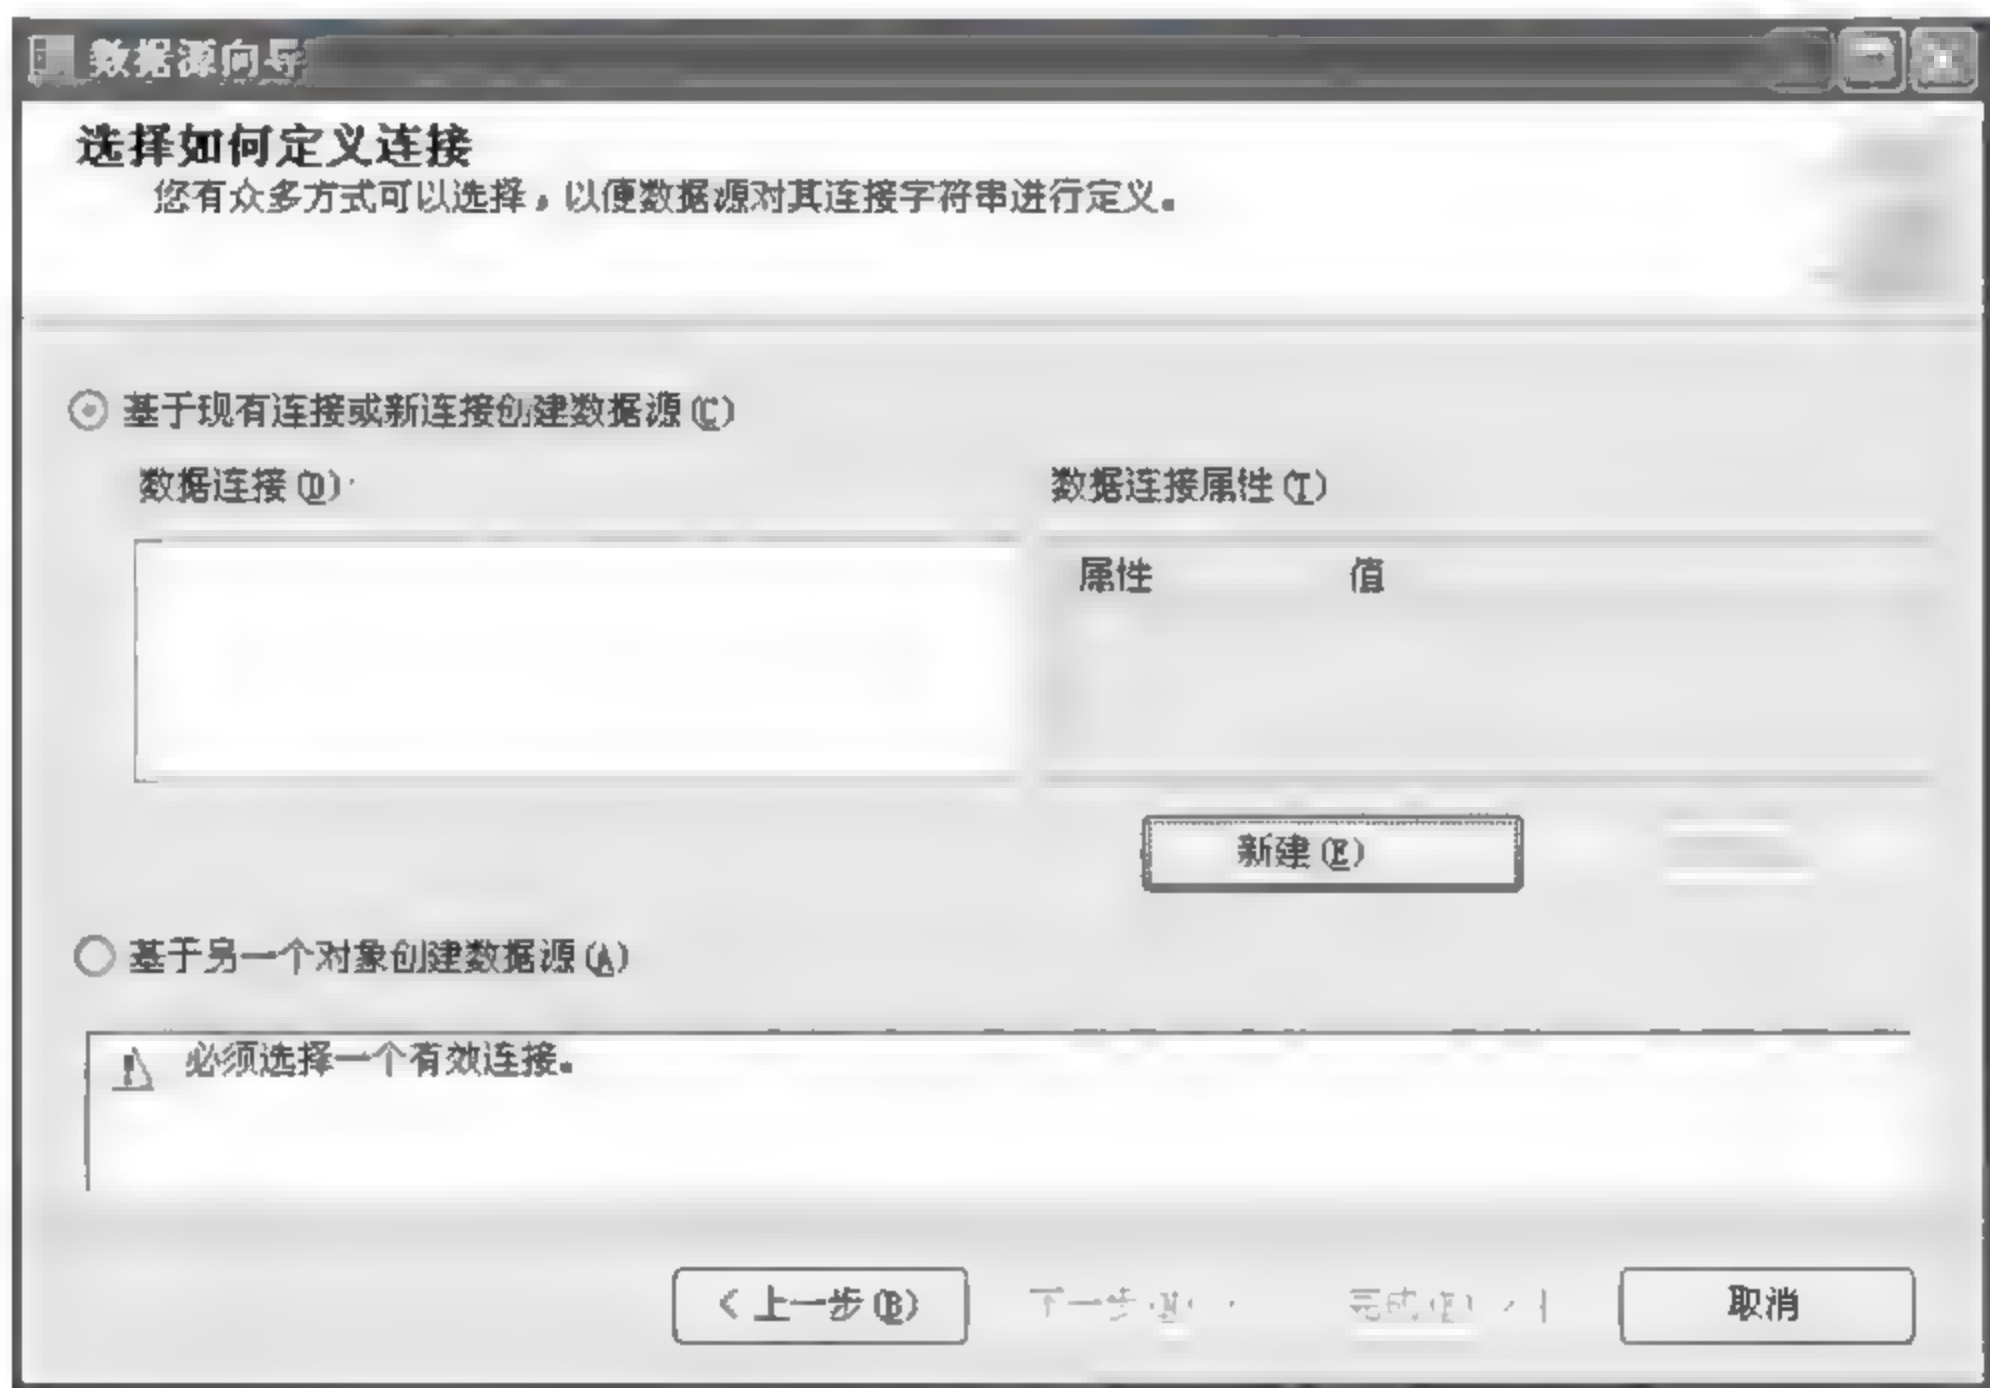 数据源向导
选择如何定义连接
您有众多方式可以选择，以便数据源对其连接字符串进行定义。
基于现有连接或新连接创建数据源(C)
数据连接(D):
数据连接属性(T)
属性 值
新建(E)
基于另一个对象创建数据源(A)
必须选择一个有效连接。
< 上一步(B) 下一步(N) 完成(F) 取消